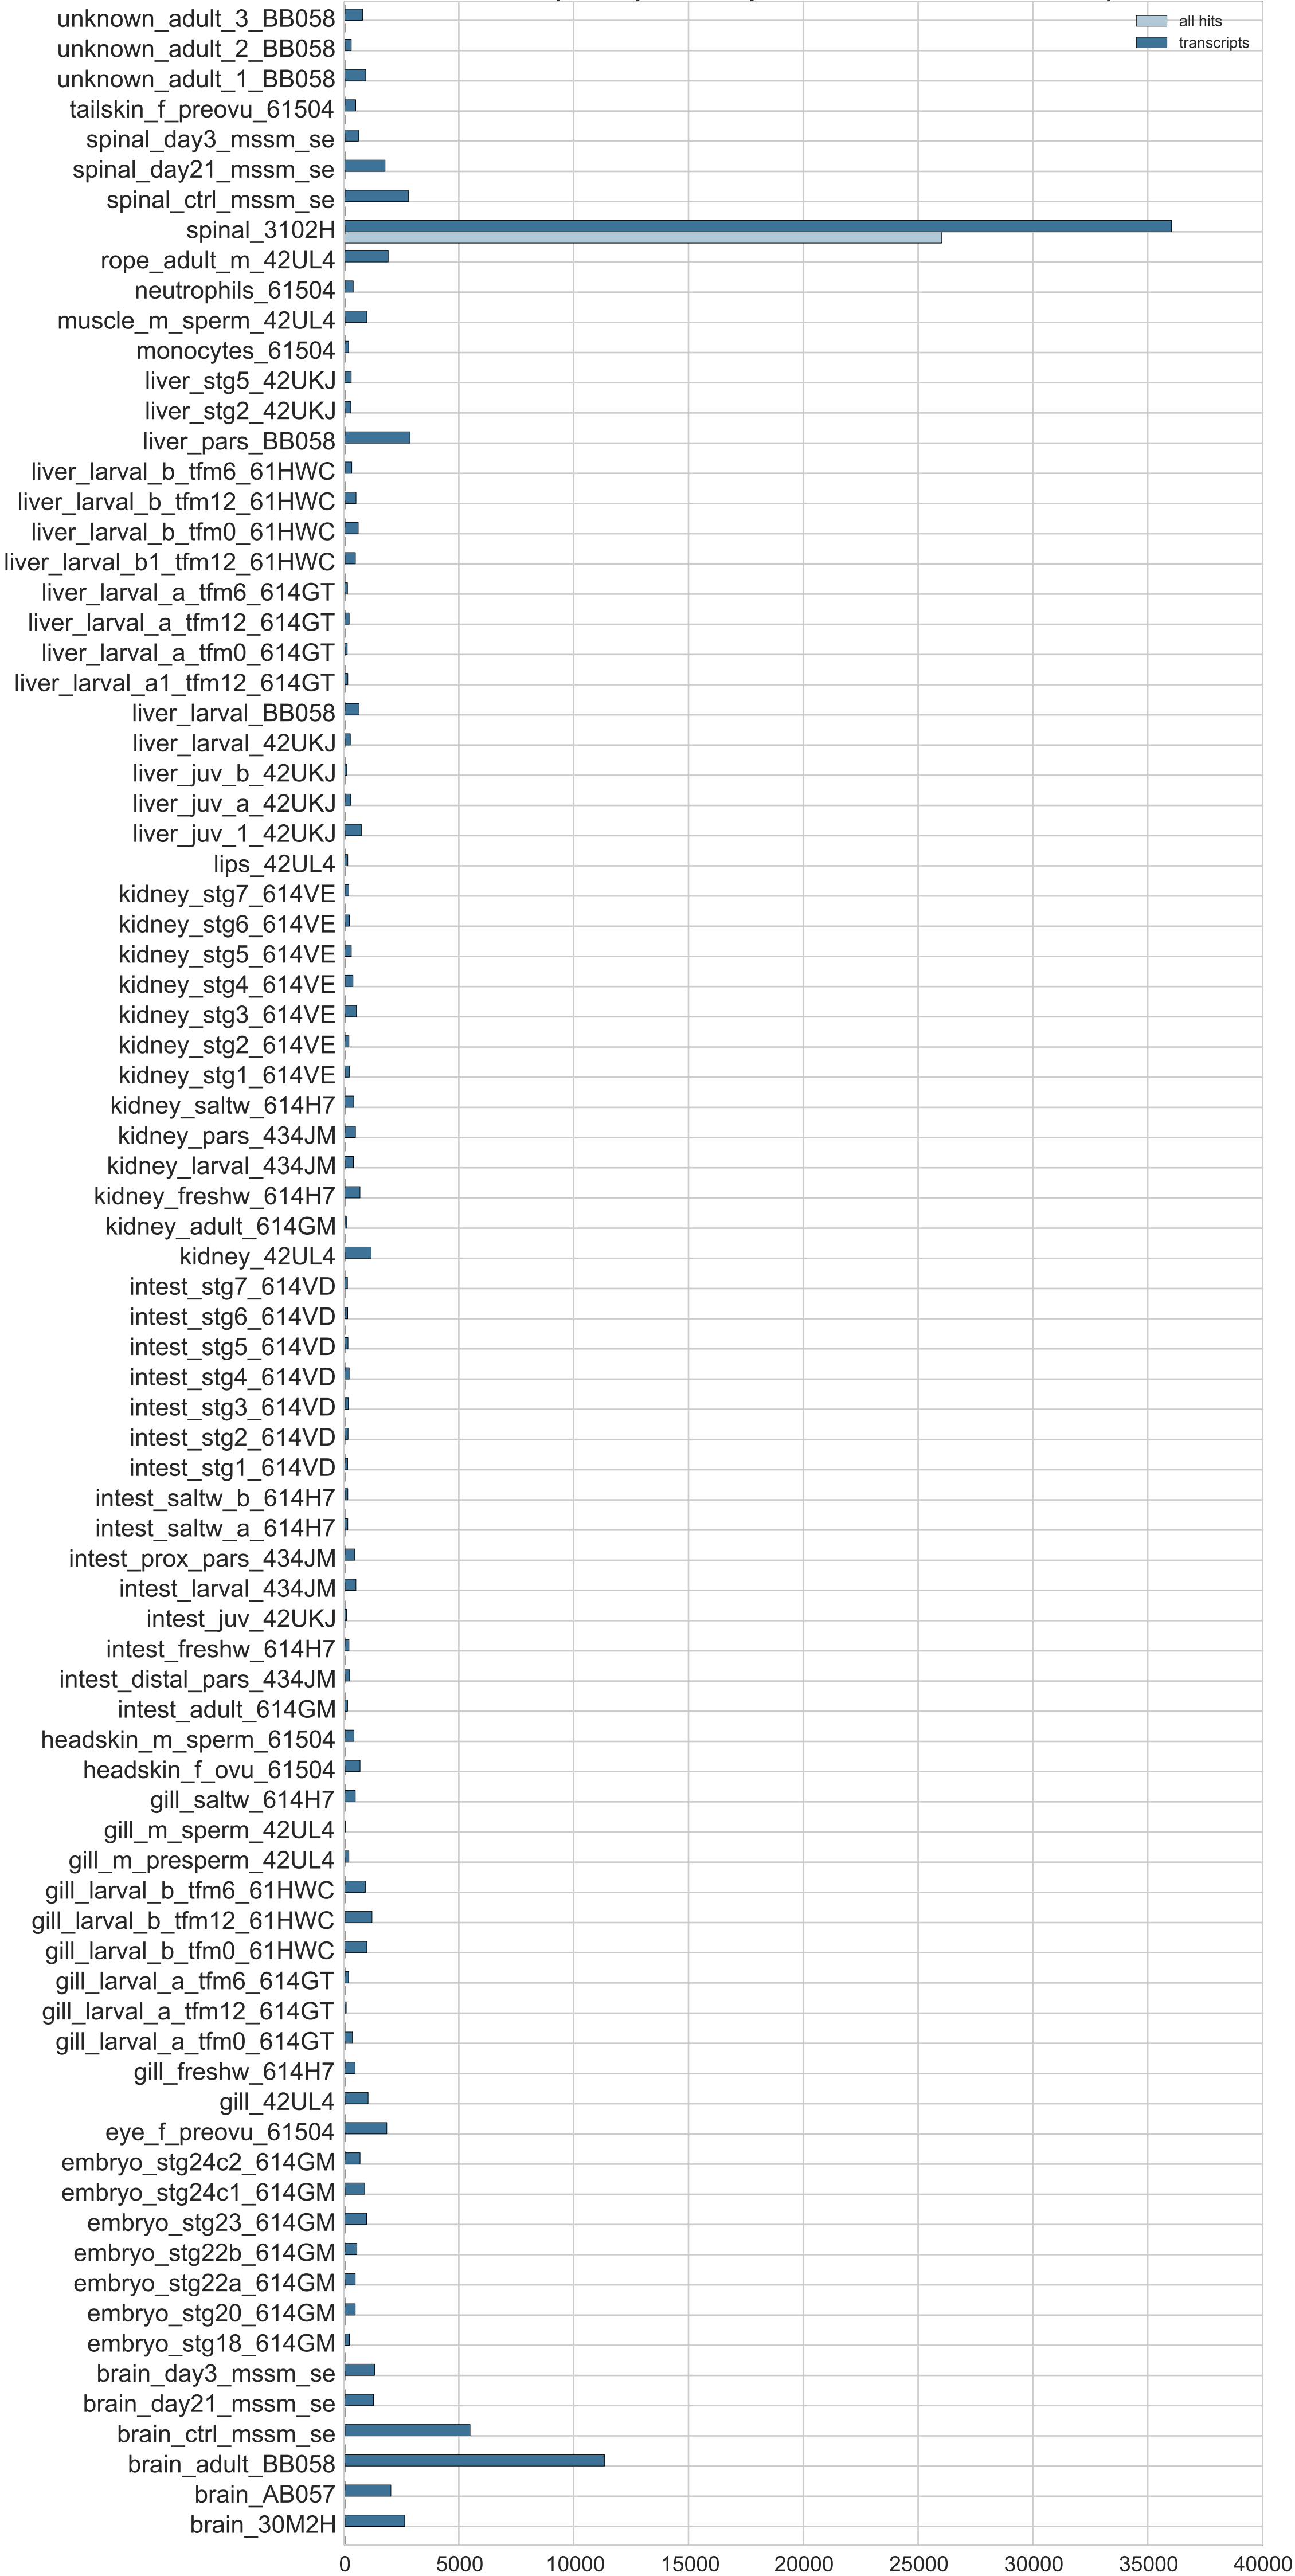 all hits
transcripts
unknown_adult_3_BB058
unknown_adult_2_BB058
unknown_adult_1_BB058
tailskin_f_preovu_61504
spinal_day3_mssm_se
spinal_day21_mssm_se
spinal_ctrl_mssm_se
spinal_3102H
rope_adult_m_42UL4
neutrophils_61504
muscle_m_sperm_42UL4
monocytes_61504
liver_stg5_42UKJ
liver_stg2_42UKJ
liver_pars_BB058
liver_larval_b_tfm6_61HWC
liver_larval_b_tfm12_61HWC
liver_larval_b_tfm0_61HWC
liver_larval_b1_tfm12_61HWC
liver_larval_a_tfm6_614GT
liver_larval_a_tfm12_614GT
liver_larval_a_tfm0_614GT
liver_larval_a1_tfm12_614GT
liver_larval_BB058
liver_larval_42UKJ
liver_juv_b_42UKJ
liver_juv_a_42UKJ
liver_juv_1_42UKJ
lips_42UL4
kidney_stg7_614VE
kidney_stg6_614VE
kidney_stg5_614VE
kidney_stg4_614VE
kidney_stg3_614VE
kidney_stg2_614VE
kidney_stg1_614VE
kidney_saltw_614H7
kidney_pars_434JM
kidney_larval_434JM
kidney_freshw_614H7
kidney_adult_614GM
kidney_42UL4
intest_stg7_614VD
intest_stg6_614VD
intest_stg5_614VD
intest_stg4_614VD
intest_stg3_614VD
intest_stg2_614VD
intest_stg1_614VD
intest_saltw_b_614H7
intest_saltw_a_614H7
intest_prox_pars_434JM
intest_larval_434JM
intest_juv_42UKJ
intest_freshw_614H7
intest_distal_pars_434JM
intest_adult_614GM
headskin_m_sperm_61504
headskin_f_ovu_61504
gill_saltw_614H7
gill_m_sperm_42UL4
gill_m_presperm_42UL4
gill_larval_b_tfm6_61HWC
gill_larval_b_tfm12_61HWC
gill_larval_b_tfm0_61HWC
gill_larval_a_tfm6_614GT
gill_larval_a_tfm12_614GT
gill_larval_a_tfm0_614GT
gill_freshw_614H7
gill_42UL4
eye_f_preovu_61504
embryo_stg24c2_614GM
embryo_stg24c1_614GM
embryo_stg23_614GM
embryo_stg22b_614GM
embryo_stg22a_614GM
embryo_stg20_614GM
embryo_stg18_614GM
brain_day3_mssm_se
brain_day21_mssm_se
brain_ctrl_mssm_se
brain_adult_BB058
brain_AB057
brain_30M2H
0 5000 10000 15000 20000 25000 30000 35000 40000